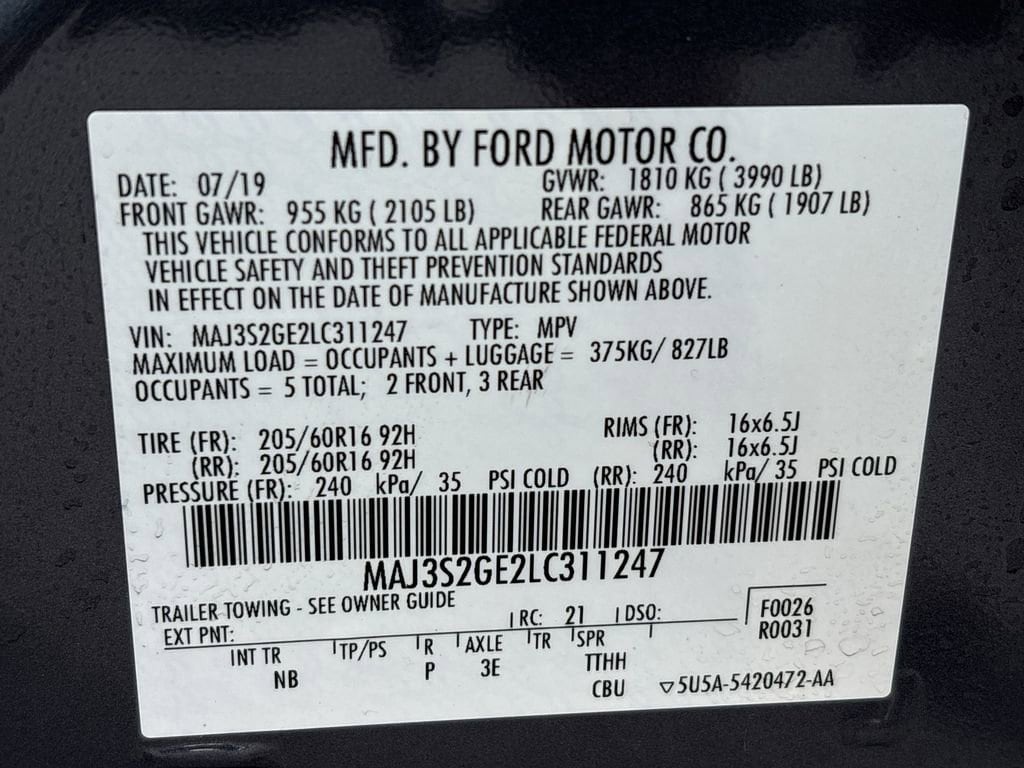 MFD. BY FORD MOTOR CO.
DATE: 07/19 GVWR: 1810 KG ( 3990 LB)
FRONT GAWR: 955 KG ( 2105 LB) REAR GAWR: 865 KG ( 1907 LB)
THIS VEHICLE CONFORMS TO ALL APPLICABLE FEDERAL MOTOR
VEHICLE SAFETY AND THEFT PREVENTION STANDARDS
IN EFFECT ON THE DATE OF MANUFACTURE SHOWN ABOVE.
VIN: MAJ3S2GE2LC311247 TYPE: MPV
MAXIMUM LOAD = OCCUPANTS + LUGGAGE = 375KG/ 827LB
OCCUPANTS = 5 TOTAL; 2 FRONT, 3 REAR
TIRE (FR): 205/60R16 92H RIMS (FR): 16x6.5J
(RR): 205/60R16 92H (RR): 16x6.5J
PRESSURE (FR): 240 kPa/ 35 PSI COLD (RR): 240 kPa/ 35 PSI COLD
MAJ3S2GE2LC311247
TRAILER TOWING - SEE OWNER GUIDE
EXT PNT: RC: 21 DSO: F0026
R0031
INT TR TP/PS R AXLE TR SPR
NB P 3E TTHH
CBU ▽5U5A-5420472-AA